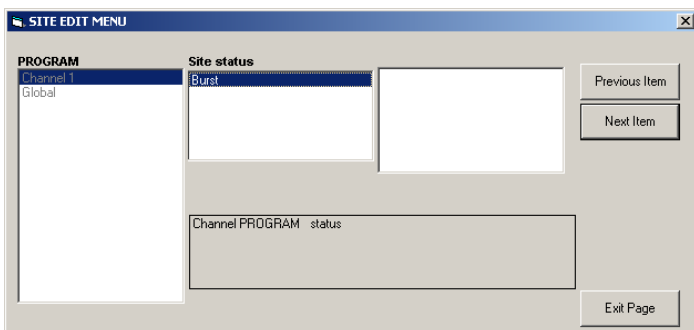 SITE EDIT MENU
PROGRAM
Channel 1
Global
Site status
Burst
Previous Item
Next Item
Channel PROGRAM status
Exit Page